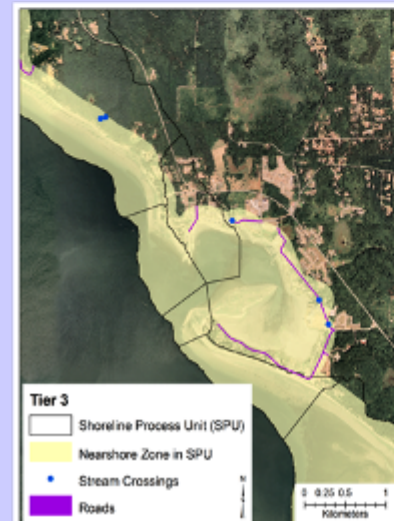 Tier 3
Shoreline Process Unit (SPU)
Nearshore Zone in SPU
Stream Crossings
Roads
0 0.25 0.5 1
Kilometers